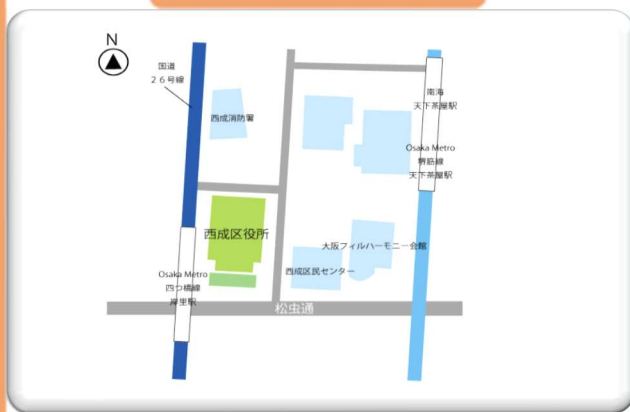 N
国道
26号線
西成消防署
南海
天下茶屋駅
Osaka Metro
堺筋線
天下茶屋駅
西成区役所
大阪フィルハーモニー会館
西成区民センター
Osaka Metro
四つ橋線
岸里駅
松虫通